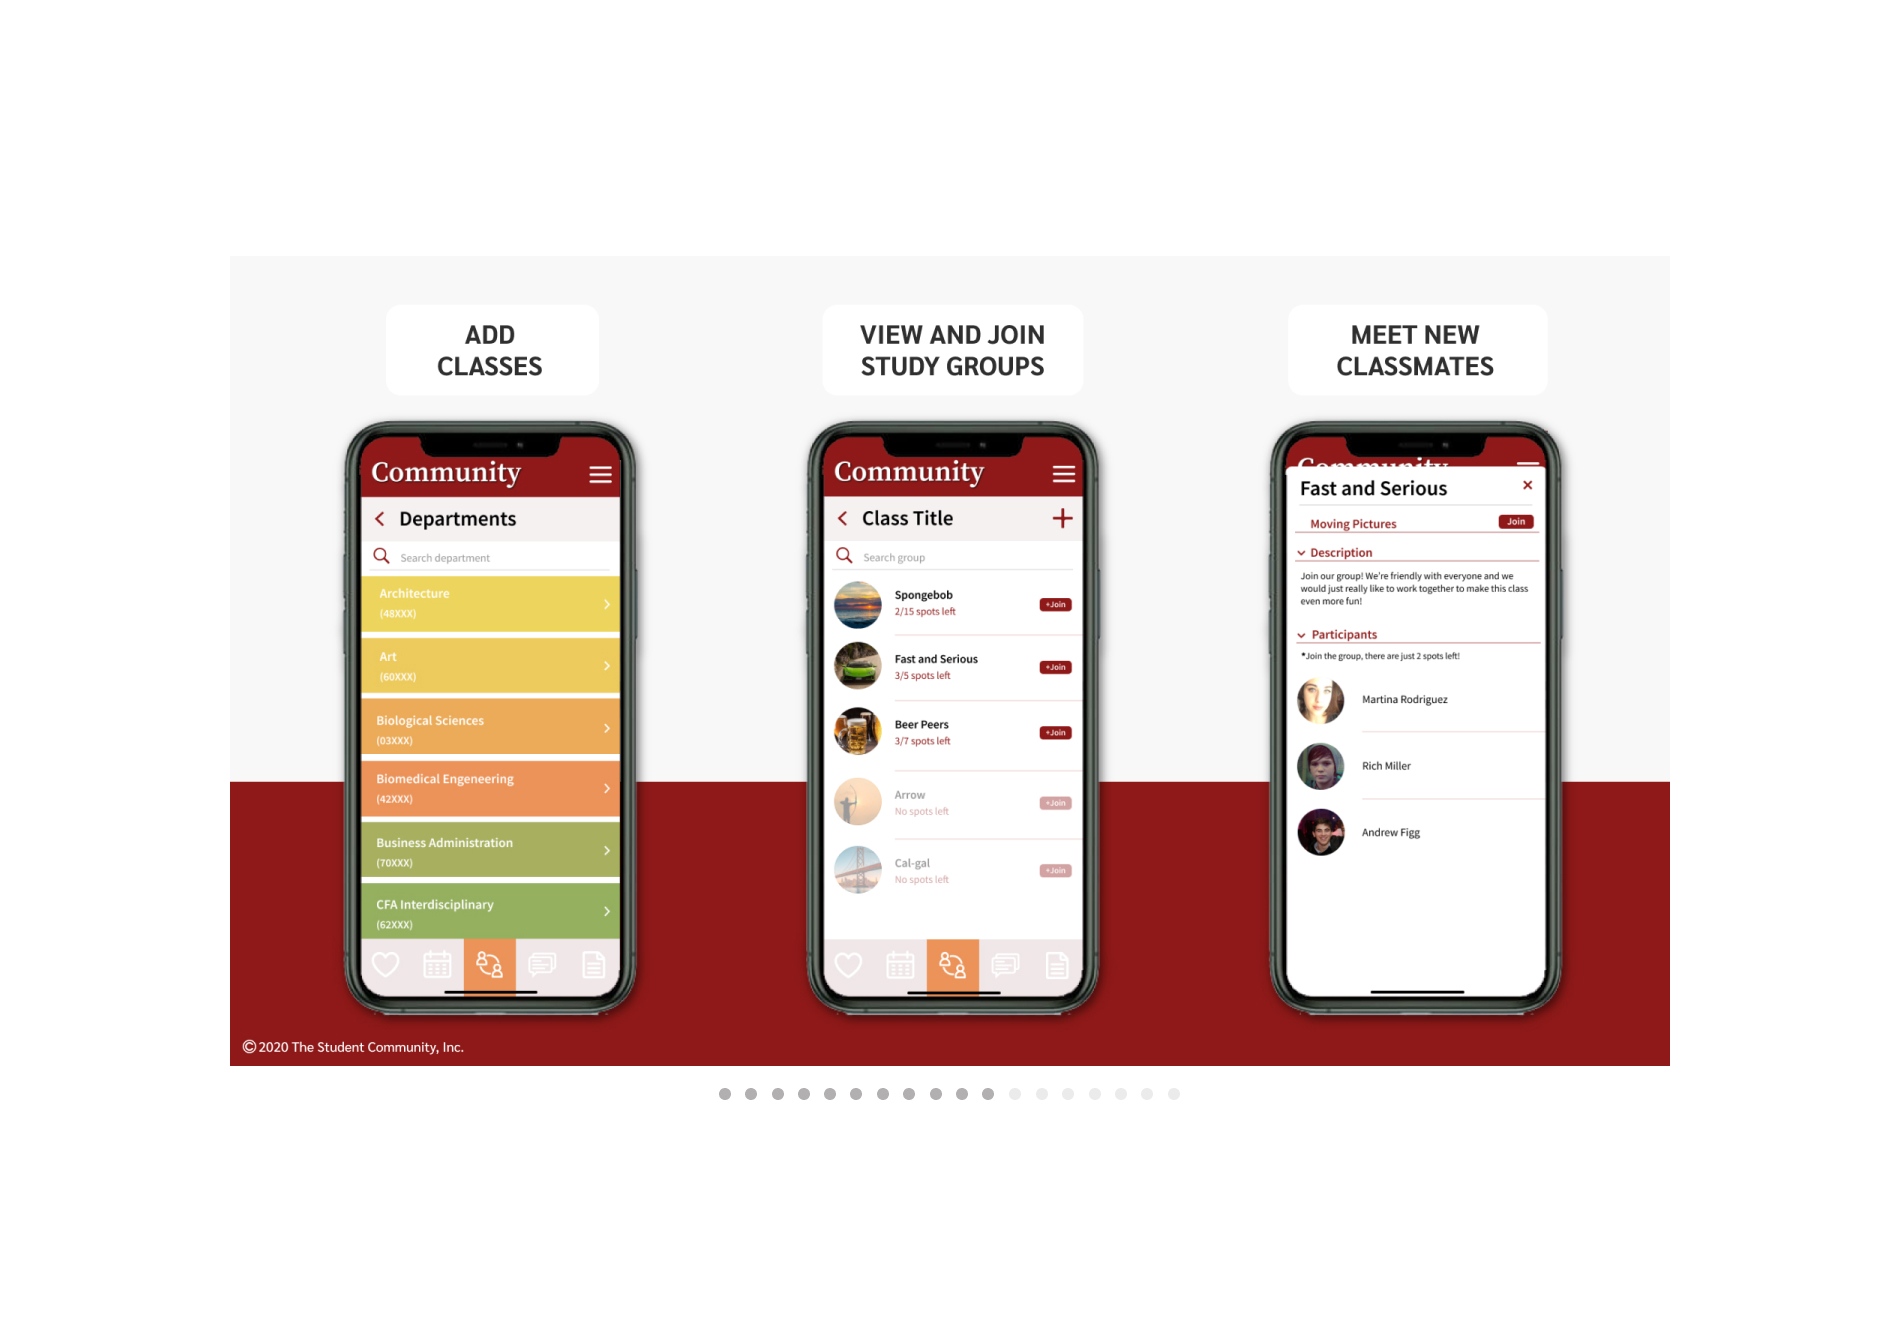 ADD
CLASSES
Community
Departments
Search department
Architecture
(48XXX)
Art
(60XXX)
Biological Sciences
(03XXX)
Biomedical Engeneering
(42XXX)
Business Administration
(70XXX)
CFA Interdisciplinary
(62XXX)
VIEW AND JOIN
STUDY GROUPS
Community
Class Title
Search group
Spongebob
2/15 spots left
+Join
Fast and Serious
3/5 spots left
+Join
Beer Peers
3/7 spots left
+Join
Arrow
No spots left
+Join
Cal-gal
No spots left
+Join
MEET NEW
CLASSMATES
Community
Fast and Serious
Moving Pictures
Join
Description
Join our group! We're friendly with everyone and we
would just really like to work together to make this class
even more fun!
Participants
*Join the group, there are just 2 spots left!
Martina Rodriguez
Rich Miller
Andrew Figg
©2020 The Student Community, Inc.